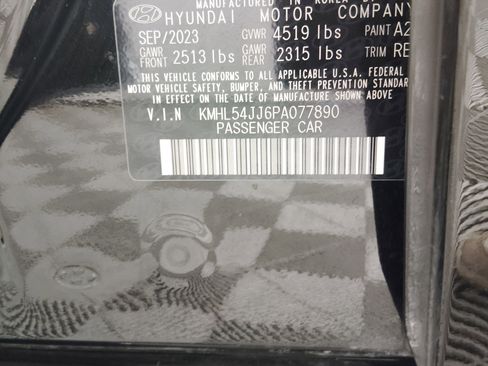 MANUFACTURED IN KOREA BY
HYUNDAI MOTOR COMPANY
SEP/2023 GVWR 4519 lbs PAINT A2
GAWR FRONT 2513 lbs GAWR REAR 2315 lbs TRIM RE
THIS VEHICLE CONFORMS TO ALL APPLICABLE U.S.A. FEDERAL
MOTOR VEHICLE SAFETY, BUMPER, AND THEFT PREVENTION STANDAR
IN EFFECT ON THE DATE OF MANUFACTURE SHOWN ABOVE.
V.I.N KMHL54JJ6PA077890
PASSENGER CAR